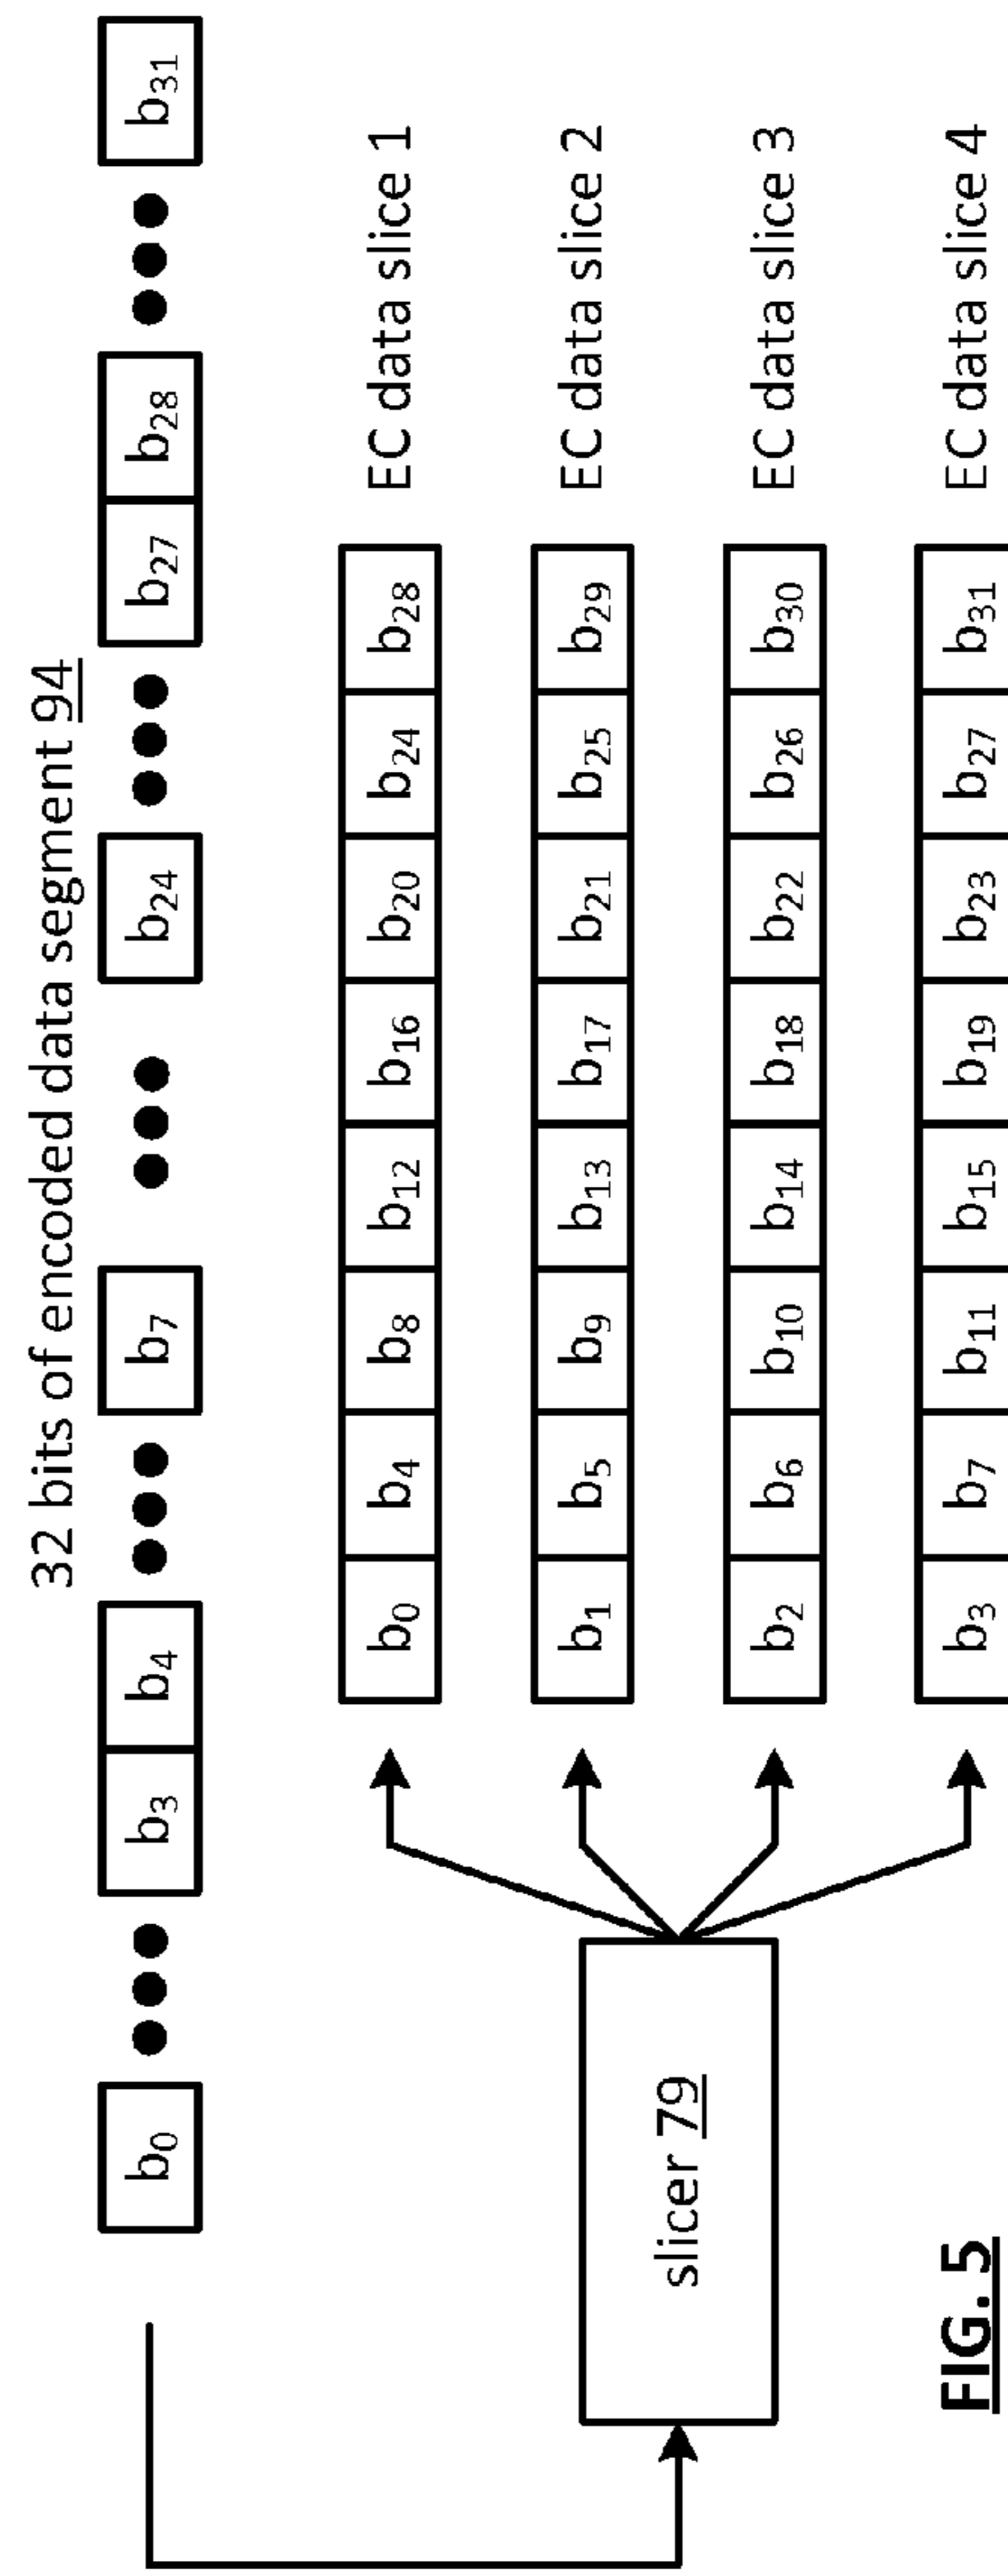 32 bits of encoded data segment 94
b0 ●●● b3 b4 ●●● b7 ●●● b24 ●●● b27 b28 ●●● b31
b0 b4 b8 b12 b16 b20 b24 b28 EC data slice 1
b1 b5 b9 b13 b17 b21 b25 b29 EC data slice 2
slicer 79
b2 b6 b10 b14 b18 b22 b26 b30 EC data slice 3
b3 b7 b11 b15 b19 b23 b27 b31 EC data slice 4
FIG. 5